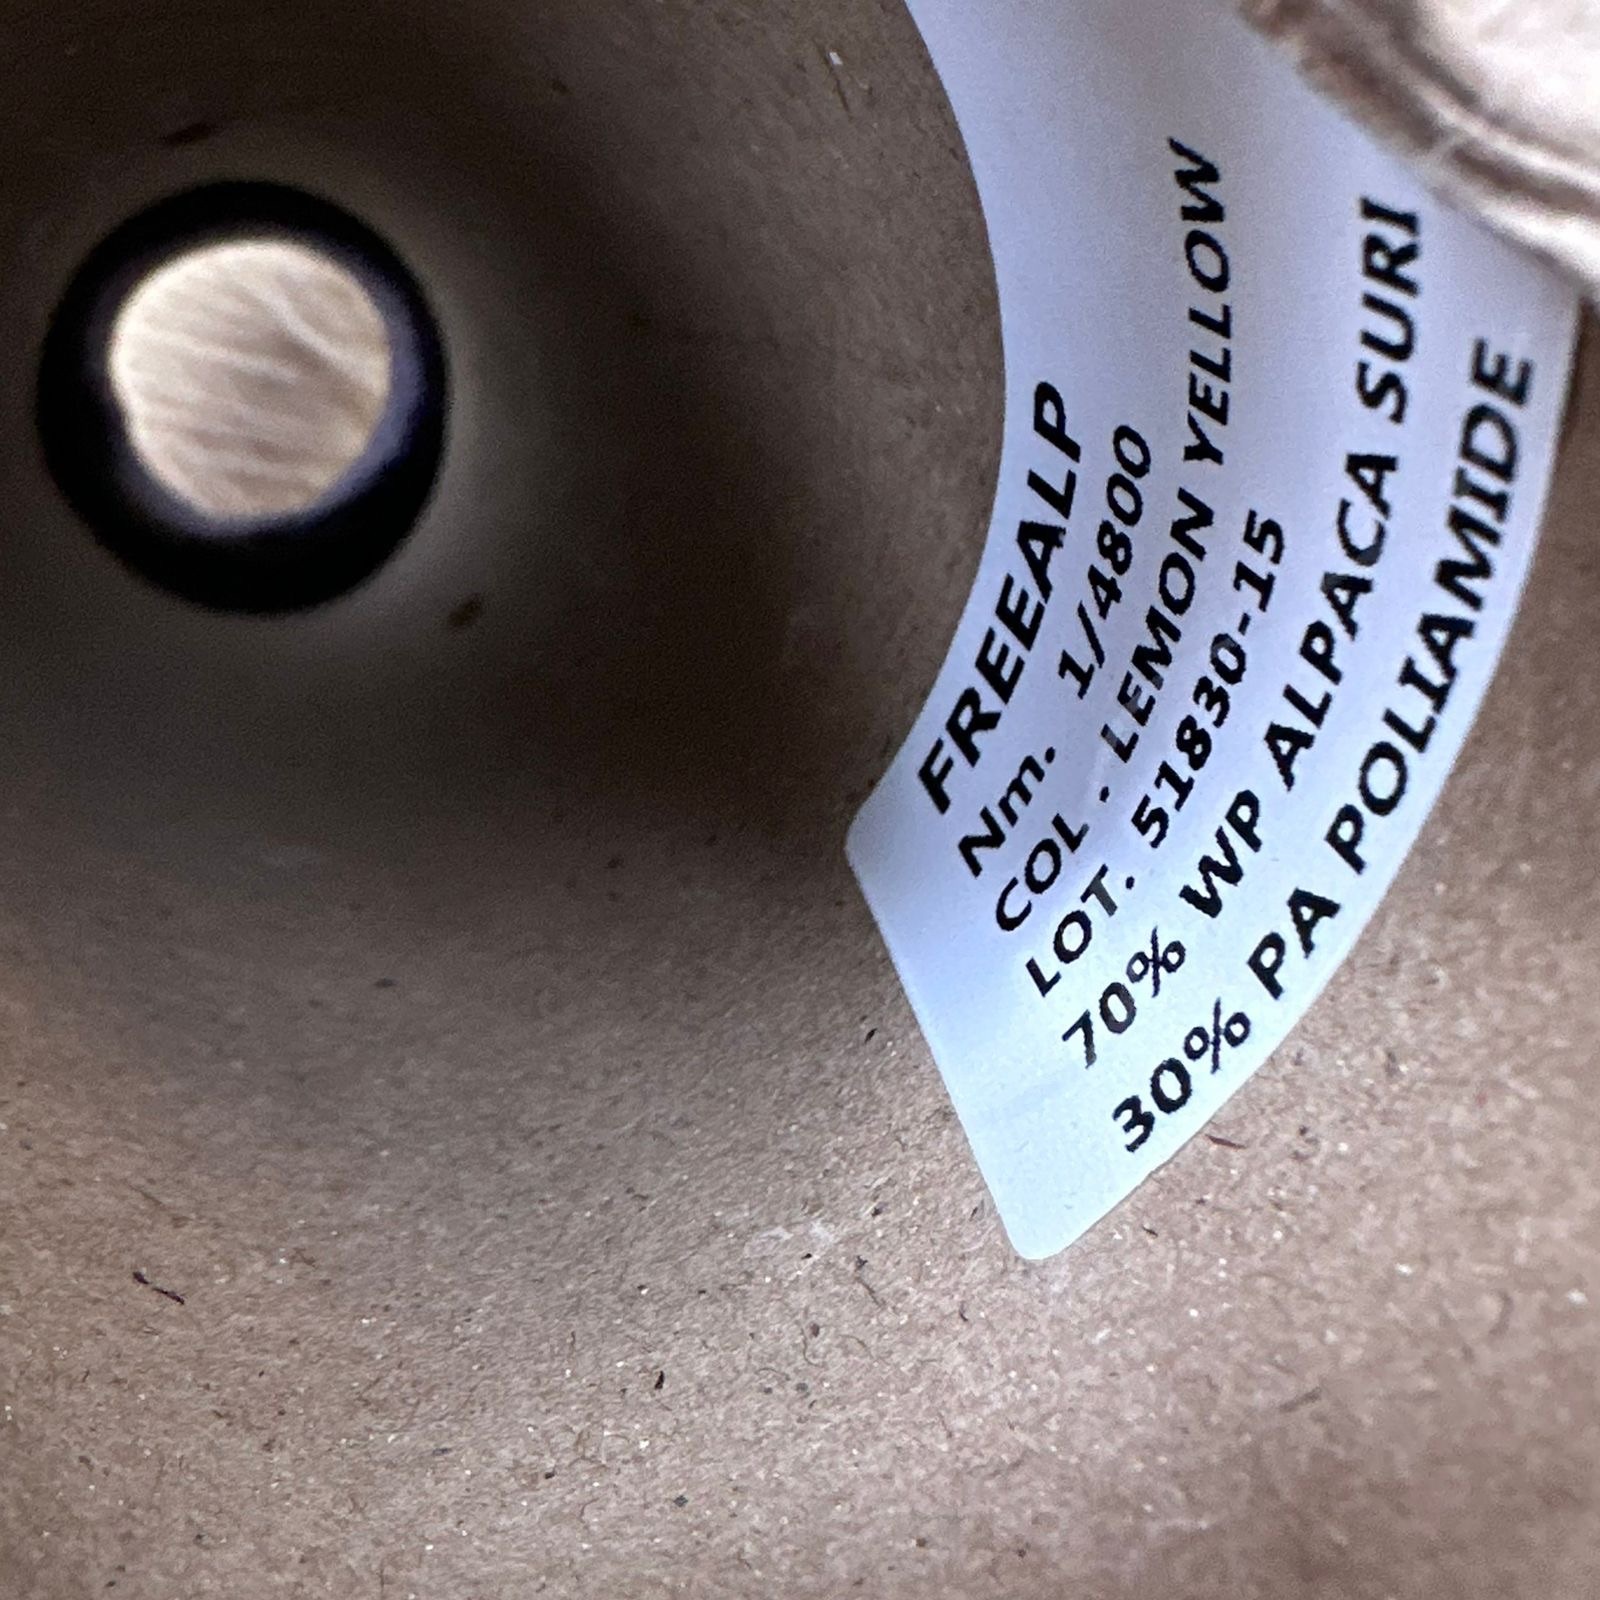 FREEALP
Nm. 1/4800
COL. LEMON YELLOW
LOT. 51830-15
70% WP ALPACA SURI
30% PA POLIAMIDE